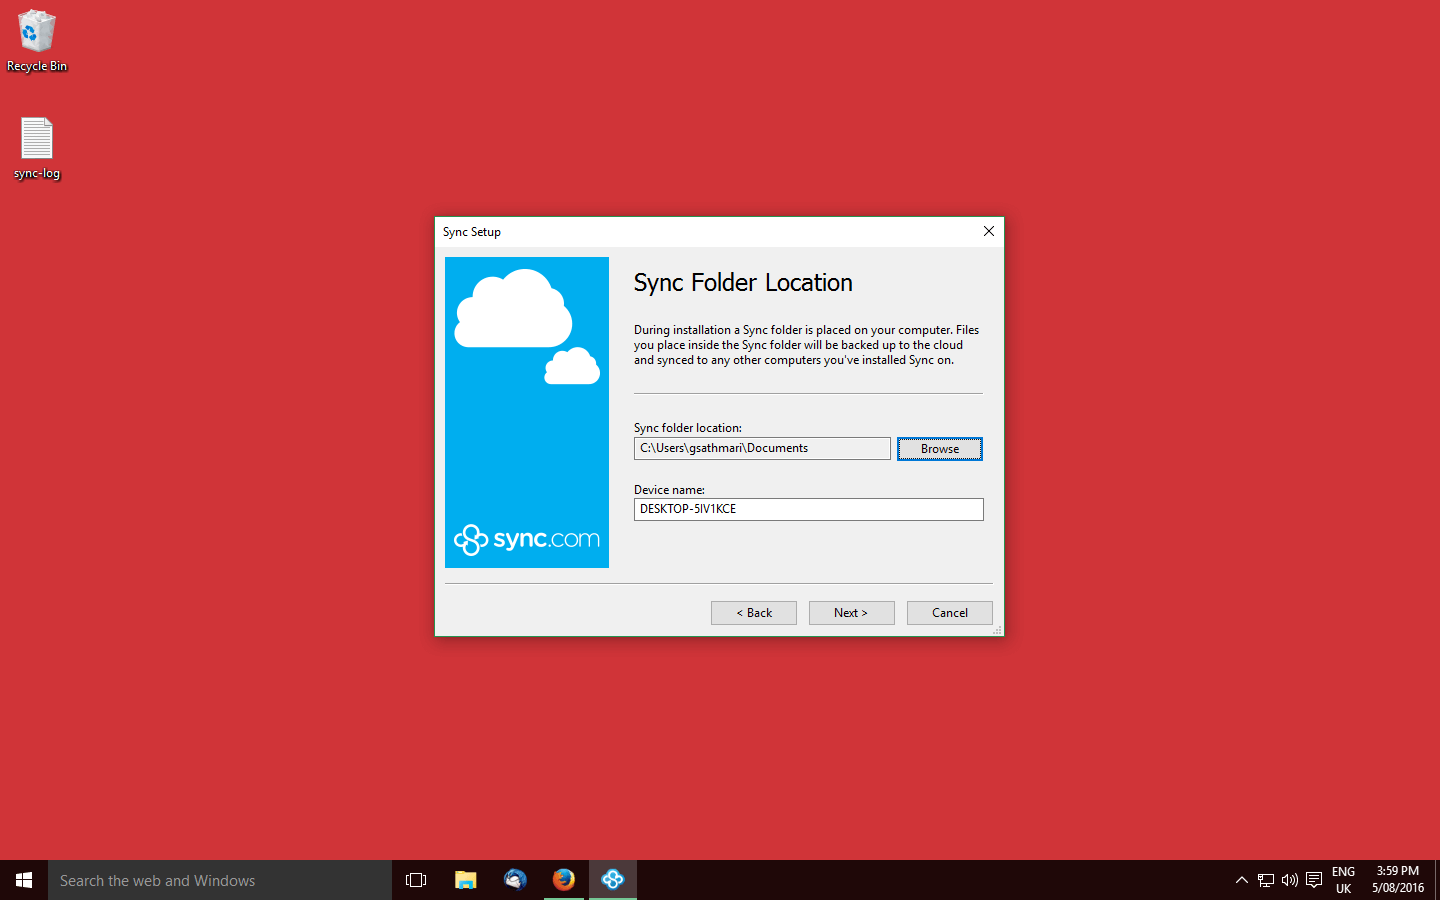 Recycle Bin
sync-log
Sync Setup
Sync Folder Location
During installation a Sync folder is placed on your computer. Files
you place inside the Sync folder will be backed up to the cloud
and synced to any other computers you've installed Sync on.
Sync folder location:
C:\Users\gsathmari\Documents
Browse
Device name:
DESKTOP-5IV1KCE
sync.com
< Back
Next >
Cancel
Search the web and Windows
ENG
UK
3:59 PM
5/08/2016